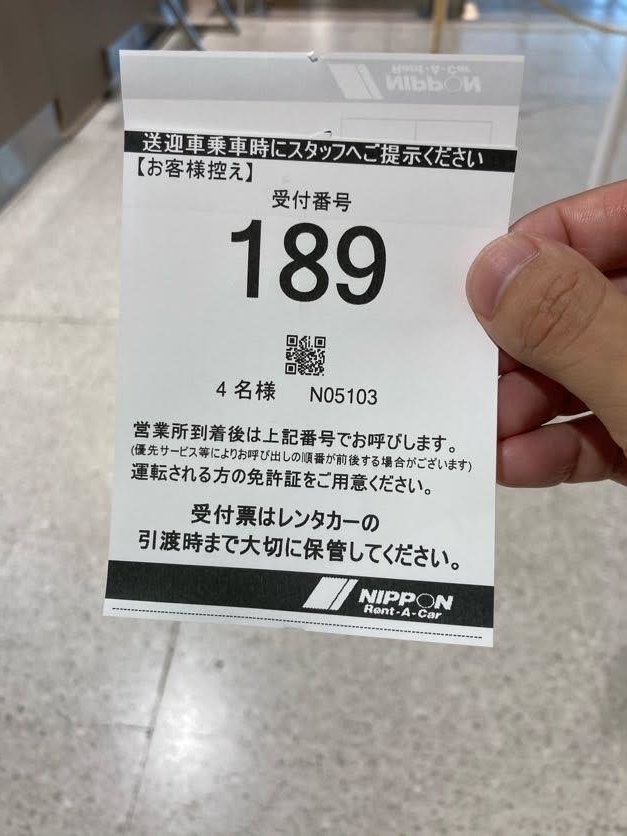 NIPPON
Rent-A-Car
送迎車乗車時にスタッフへご提示ください
【お客様控え】
受付番号
189
4名様 N05103
営業所到着後は上記番号でお呼びします。
(優先サービス等によりお呼び出しの順番が前後する場合がございます)
運転される方の免許証をご用意ください。
受付票はレンタカーの
引渡時まで大切に保管してください。
NIPPON
Rent-A-Car